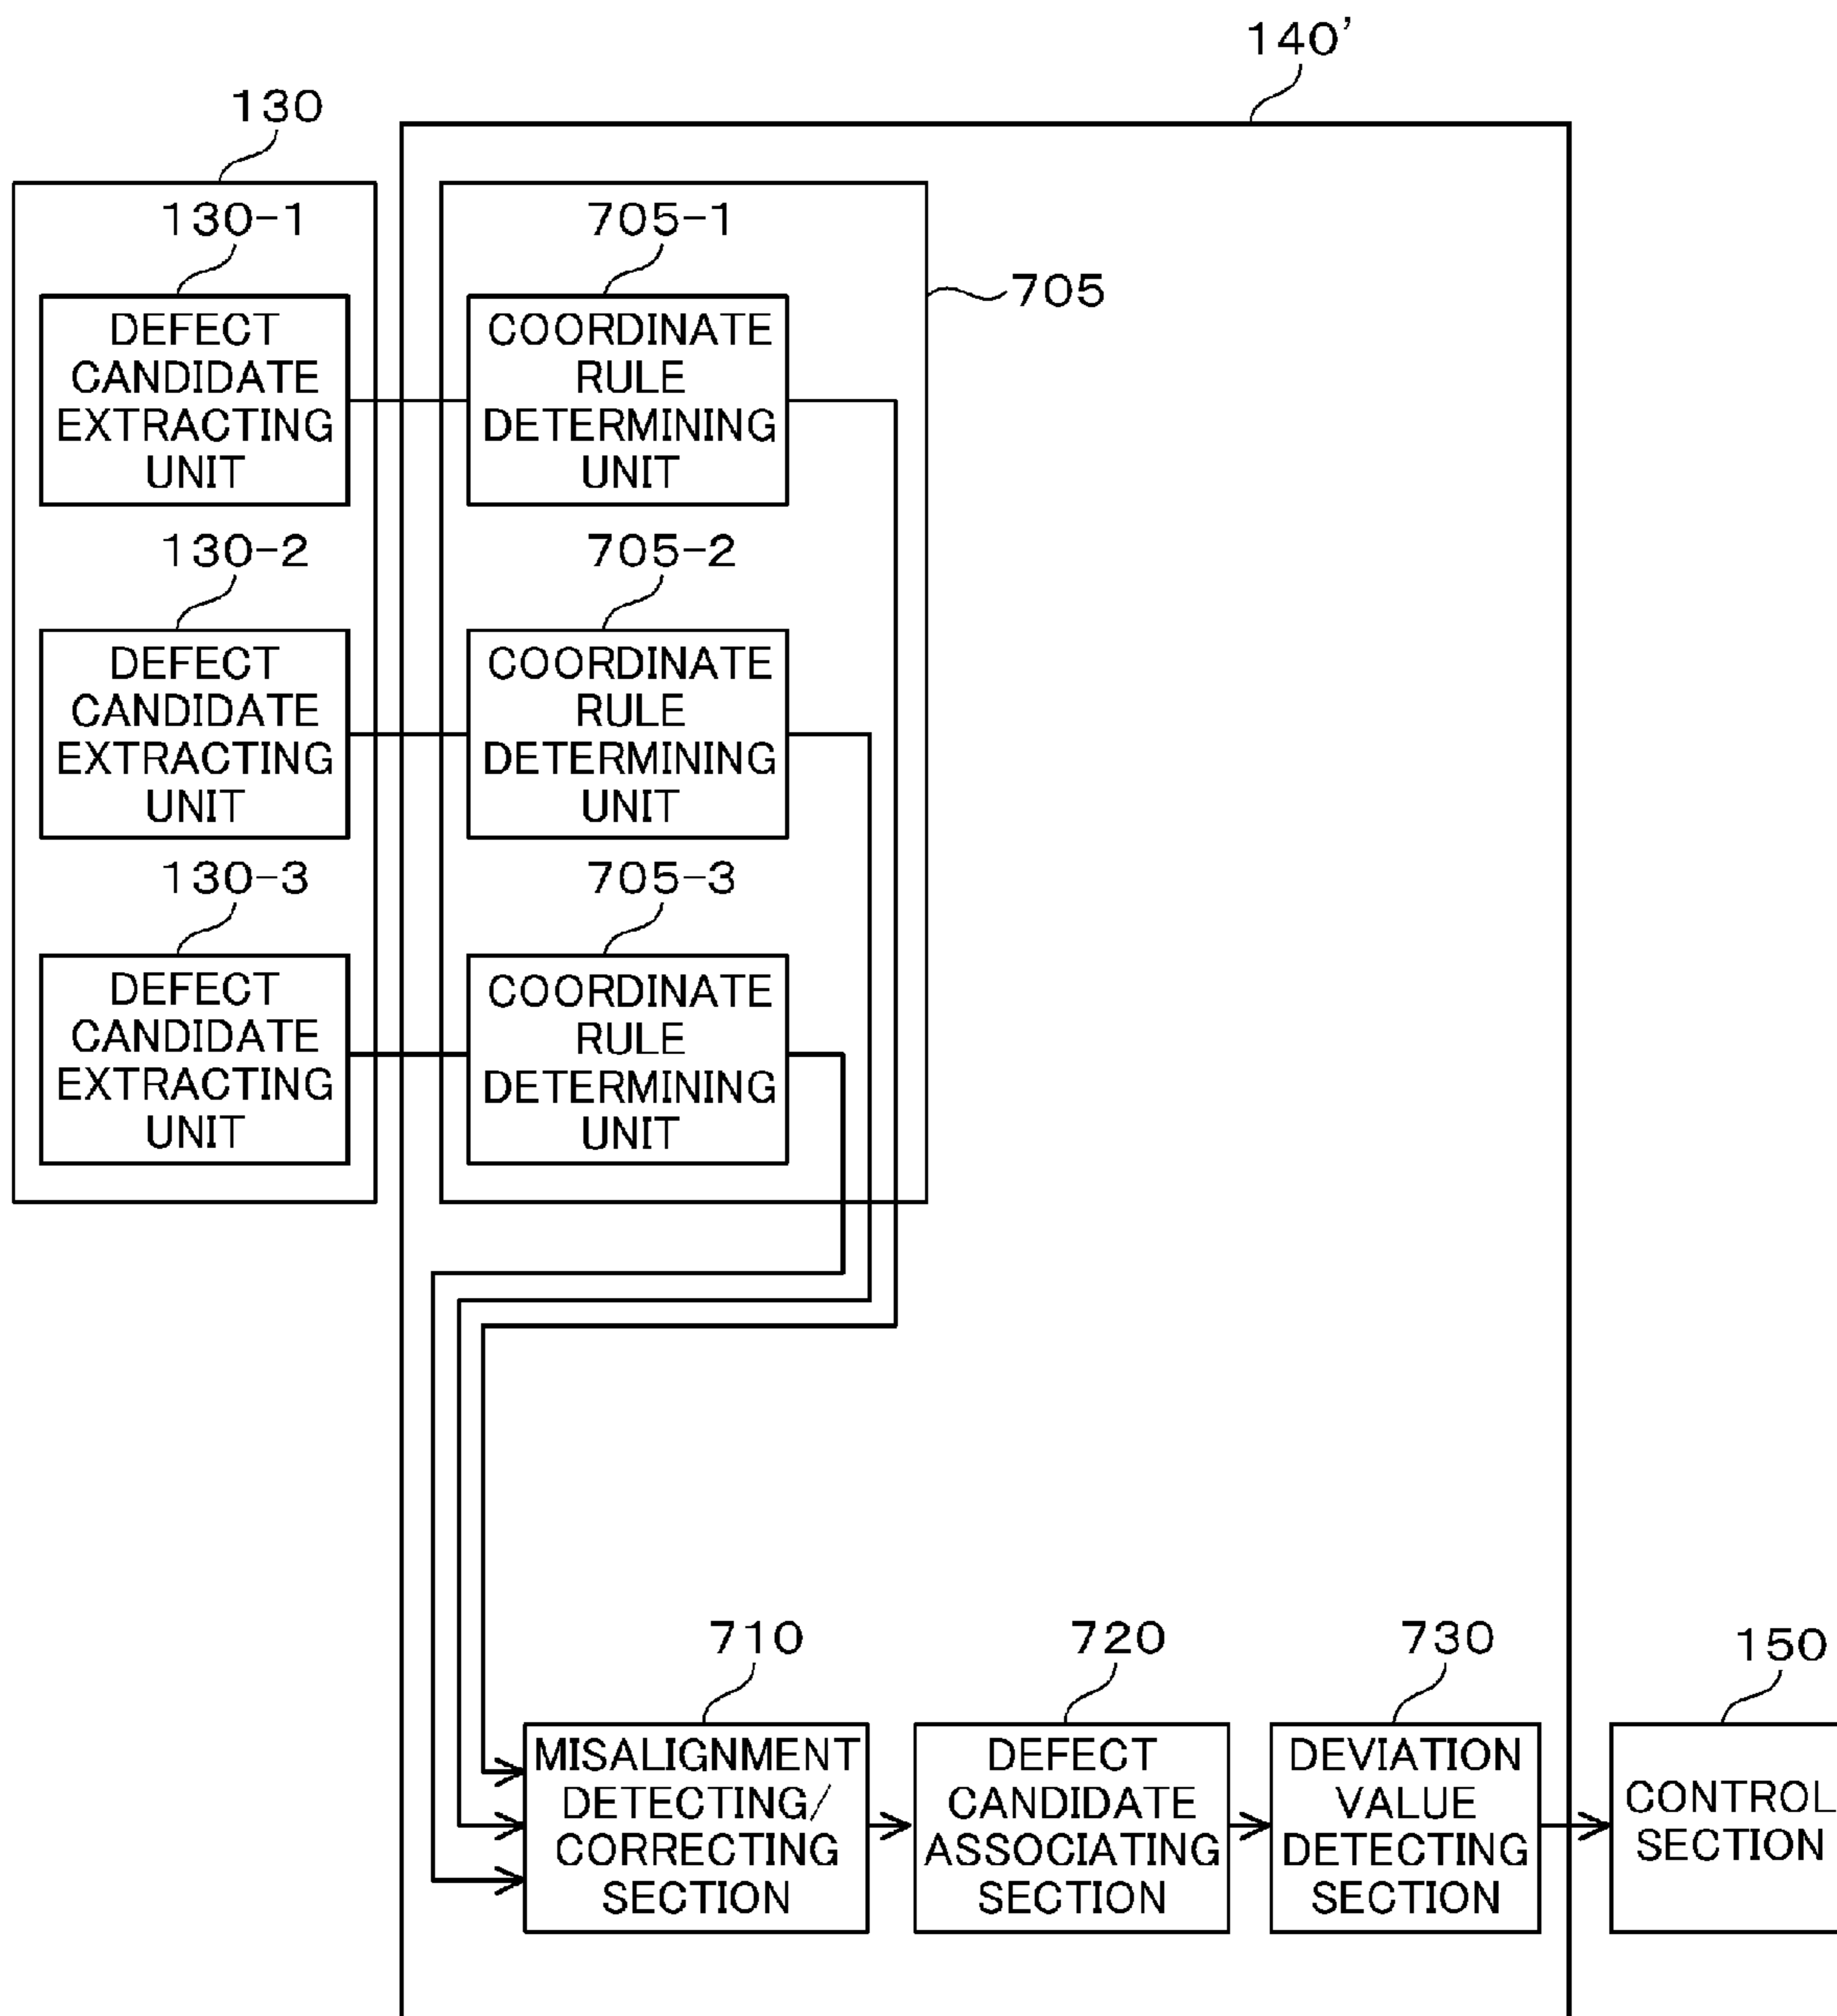 140'
130
130-1
705-1
705
DEFECT
CANDIDATE
EXTRACTING
UNIT
COORDINATE
RULE
DETERMINING
UNIT
130-2
705-2
DEFECT
CANDIDATE
EXTRACTING
UNIT
COORDINATE
RULE
DETERMINING
UNIT
130-3
705-3
DEFECT
CANDIDATE
EXTRACTING
UNIT
COORDINATE
RULE
DETERMINING
UNIT
710
720
730
150
MISALIGNMENT
DETECTING/
CORRECTING
SECTION
DEFECT
CANDIDATE
ASSOCIATING
SECTION
DEVIATION
VALUE
DETECTING
SECTION
CONTROL
SECTION